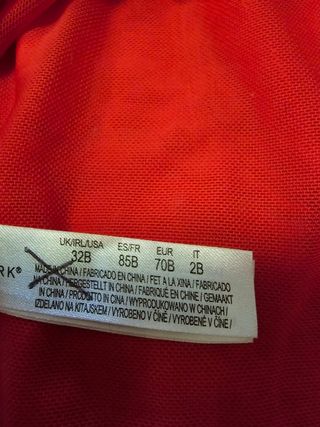 UK/IRL/USA ES/FR EUR IT
32B 85B 70B 2B
RK®
MADE IN CHINA / FABRICADO EN CHINA / FET A LA XINA / FABRICADO
NA CHINA / HERGESTELLT IN CHINA / FABRIQUÉ EN CHINE / GEMAAKT
IN CHINA / PRODOTTO IN CINA / WYPRODUKOWANO W CHINACH /
IZDELANO NA KITAJSKEM / VYROBENO V ČÍNĚ / VYROBENÉ V ČÍNE /